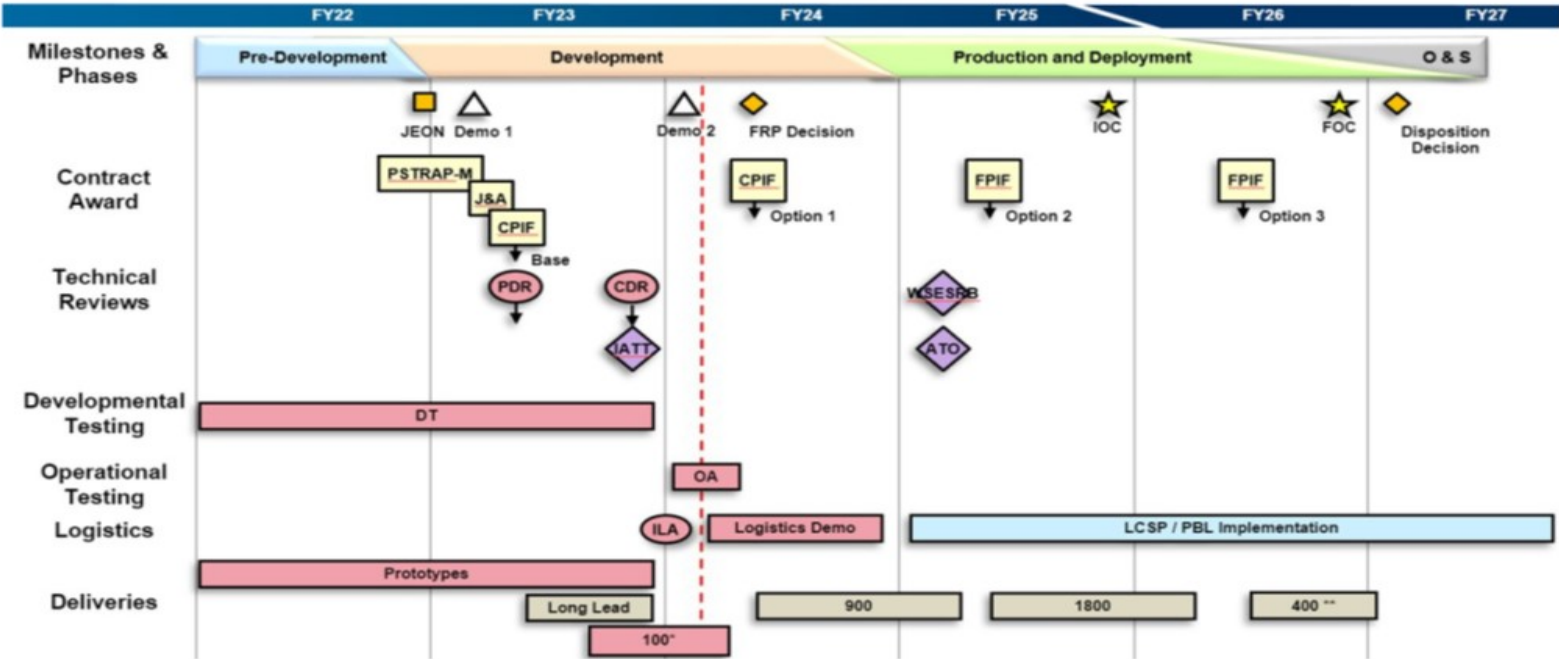 FY22 FY23 FY24 FY25 FY26 FY27
Milestones &
Phases
Pre-Development Development Production and Deployment O & S
JEON Demo 1 Demo 2 FRP Decision IOC FOC Disposition
Decision
Contract
Award
PSTRAP-M
J&A
CPIF
Base
CPIF
Option 1
FPIF
Option 2
FPIF
Option 3
Technical
Reviews
PDR CDR WSESRB
IATT ATO
Developmental
Testing
DT
Operational
Testing
OA
Logistics
ILA Logistics Demo LCSP / PBL Implementation
Prototypes
Deliveries
Long Lead 900 1800 400 **
100*